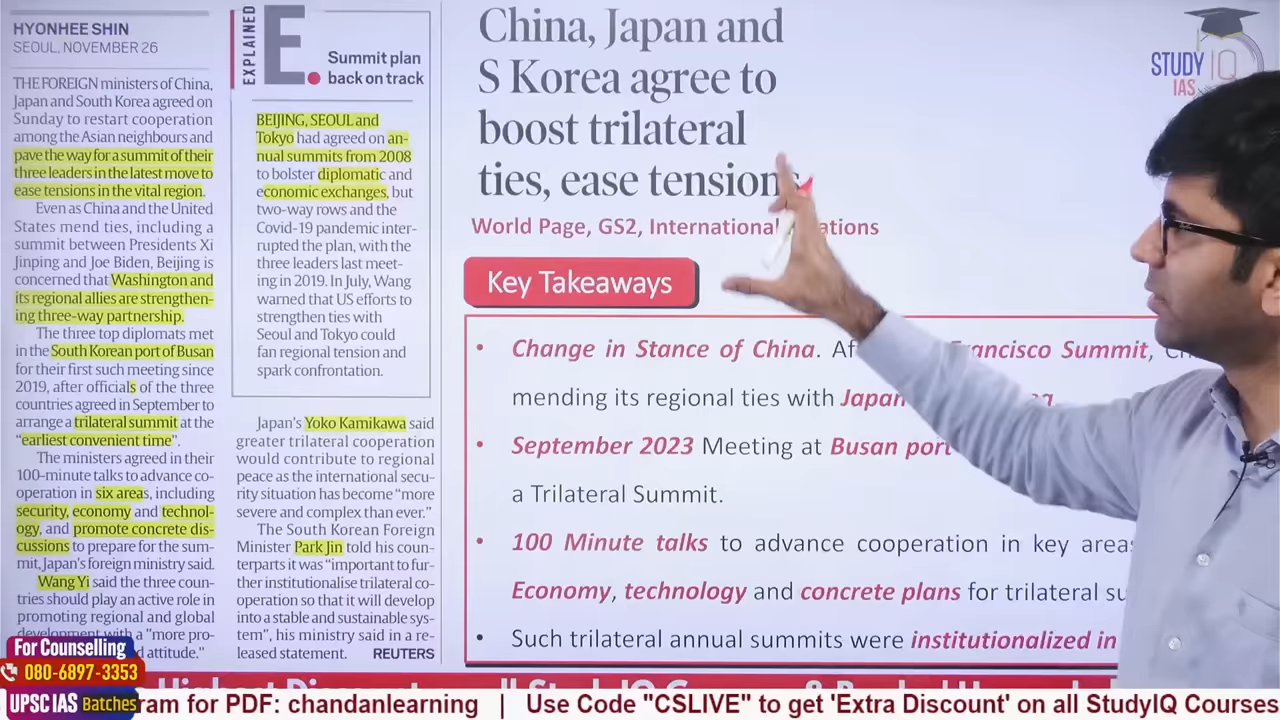 HYONHEE SHIN
SEOUL, NOVEMBER 26
THE FOREIGN ministers of China,
Japan and South Korea agreed on
Sunday to restart cooperation
among the Asian neighbours and
pave the way for a summit of their
three leaders in the latest move to
ease tensions in the vital region.
Even as China and the United
States mend ties, including a
summit between Presidents Xi
Jinping and Joe Biden, Beijing is
concerned that Washington and
its regional allies are strengthen-
ing three-way partnership.
The three top diplomats met
in the South Korean port of Busan
for their first such meeting since
2019, after officials of the three
countries agreed in September to
arrange a trilateral summit at the
"earliest convenient time".
The ministers agreed in their
100-minute talks to advance co-
operation in six areas, including
security, economy and technol-
ogy, and promote concrete dis-
cussions to prepare for the sum-
mit, Japan's foreign ministry said.
Wang Yi said the three coun-
tries should play an active role in
promoting regional and global
development with a "more pro-
attitude."
EXPLAINED
E.
Summit plan
back on track
BEIJING, SEOUL and
Tokyo had agreed on an-
nual summits from 2008
to bolster diplomatic and
economic exchanges, but
two-way rows and the
Covid-19 pandemic inter-
rupted the plan, with the
three leaders last meet-
ing in 2019. In July, Wang
warned that US efforts to
strengthen ties with
Seoul and Tokyo could
fan regional tension and
spark confrontation.
Japan's Yoko Kamikawa said
greater trilateral cooperation
would contribute to regional
peace as the international secu-
rity situation has become "more
severe and complex than ever."
The South Korean Foreign
Minister Park Jin told his coun-
terparts it was "important to fur-
ther institutionalise trilateral co-
operation so that it will develop
into a stable and sustainable sys-
tem", his ministry said in a re-
leased statement. REUTERS
China, Japan and
S Korea agree to
boost trilateral
ties, ease tension
World Page, GS2, International
Key Takeaways
• Change in Stance of China. Francisco Summit,
mending its regional ties with Japan
• September 2023 Meeting at Busan port
a Trilateral Summit.
• 100 Minute talks to advance cooperation in key areas
Economy, technology and concrete plans for trilateral
• Such trilateral annual summits were institutionalized in
STUDY IQ
IAS
For Counselling
080-6897-3353
UPSC IAS Batches
ram for PDF: chandanlearning | Use Code "CSLIVE" to get 'Extra Discount' on all StudyIQ Courses